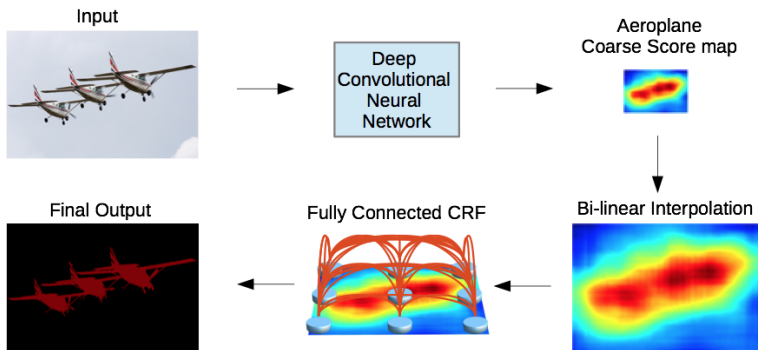 Input
Deep
Convolutional
Neural
Network
Aeroplane
Coarse Score map
Bi-linear Interpolation
Fully Connected CRF
Final Output